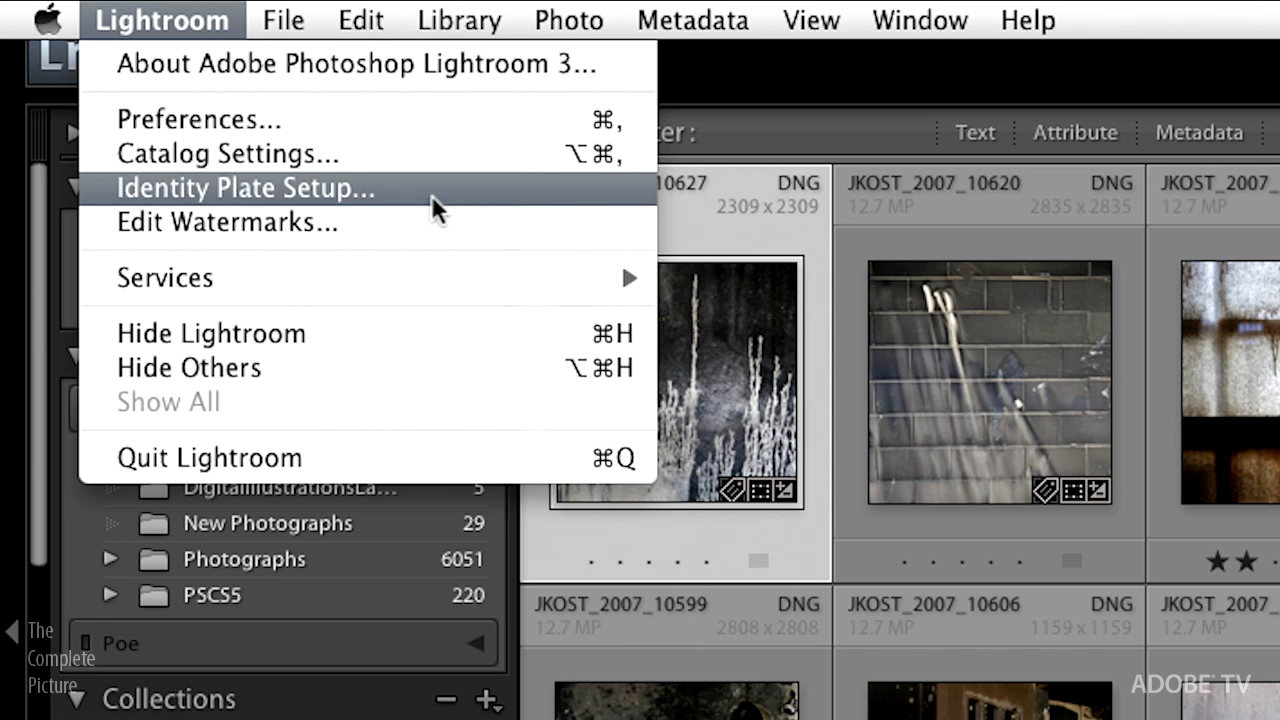 Lightroom File Edit Library Photo Metadata View Window Help
About Adobe Photoshop Lightroom 3...
Preferences... ⌘,
Catalog Settings... ⌥⌘,
Identity Plate Setup...
Edit Watermarks...
Services
Hide Lightroom ⌘H
Hide Others ⌥⌘H
Show All
Quit Lightroom ⌘Q
Text Attribute Metadata
10627 DNG
2309 x 2309
JKOST_2007_10620 DNG
12.7 MP 2835 x 2835
JKOST_2007_
12.7 MP
DigitalIllustrationsLa... 5
New Photographs 29
Photographs 6051
PSCS5 220
Poe
Collections
JKOST_2007_10599 DNG
12.7 MP 2808 x 2808
JKOST_2007_10606 DNG
12.7 MP 1159 x 1159
JKOST_2007_
12.7 MP
The
Complete
Picture
ADOBE® TV